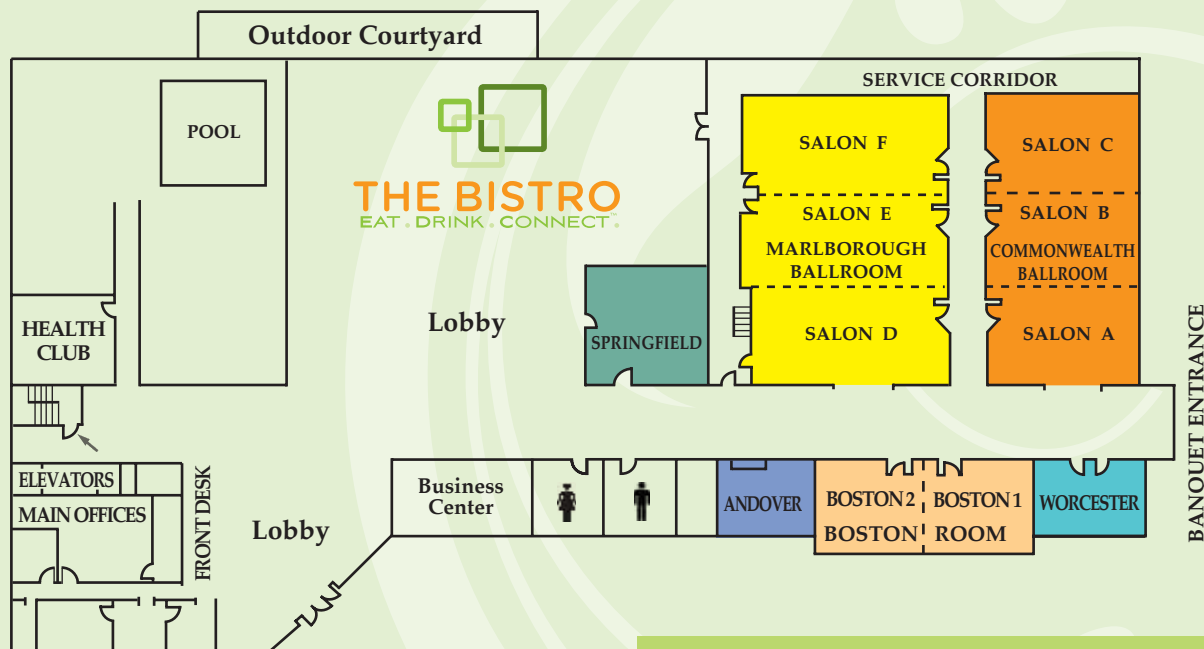 Outdoor Courtyard
SERVICE CORRIDOR
POOL
THE BISTRO
EAT . DRINK . CONNECT.™
SALON F
SALON C
SALON E
SALON B
MARLBOROUGH
BALLROOM
COMMONWEALTH
BALLROOM
HEALTH
CLUB
Lobby
SPRINGFIELD
SALON D
SALON A
BANQUET ENTRANCE
ELEVATORS
MAIN OFFICES
FRONT DESK
Lobby
Business
Center
ANDOVER
BOSTON 2
BOSTON 1
BOSTON ROOM
WORCESTER